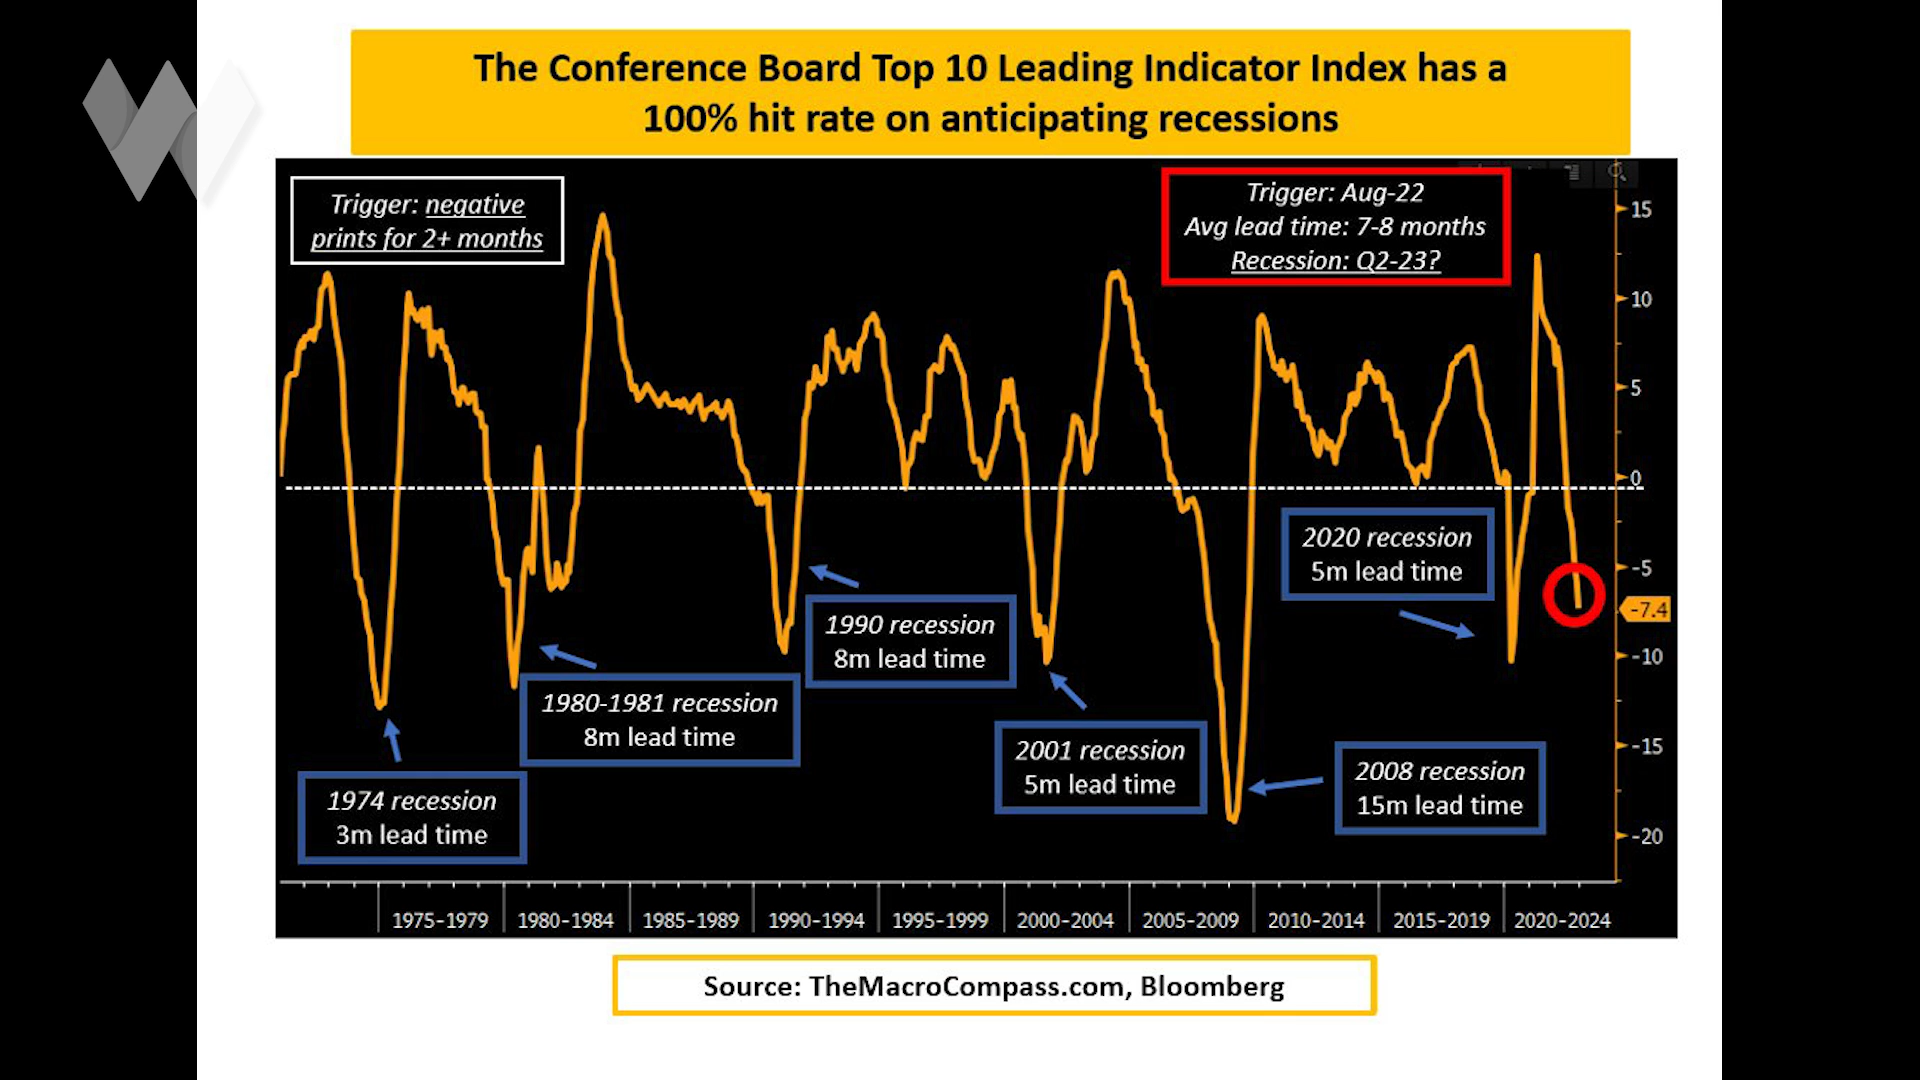 The Conference Board Top 10 Leading Indicator Index has a
100% hit rate on anticipating recessions
Trigger: negative
prints for 2+ months
Trigger: Aug-22
Avg lead time: 7-8 months
Recession: Q2-23?
15
10
5
0
-5
-7.4
-10
-15
-20
2020 recession
5m lead time
1990 recession
8m lead time
1980-1981 recession
8m lead time
2001 recession
5m lead time
2008 recession
15m lead time
1974 recession
3m lead time
1975-1979
1980-1984
1985-1989
1990-1994
1995-1999
2000-2004
2005-2009
2010-2014
2015-2019
2020-2024
Source: TheMacroCompass.com, Bloomberg